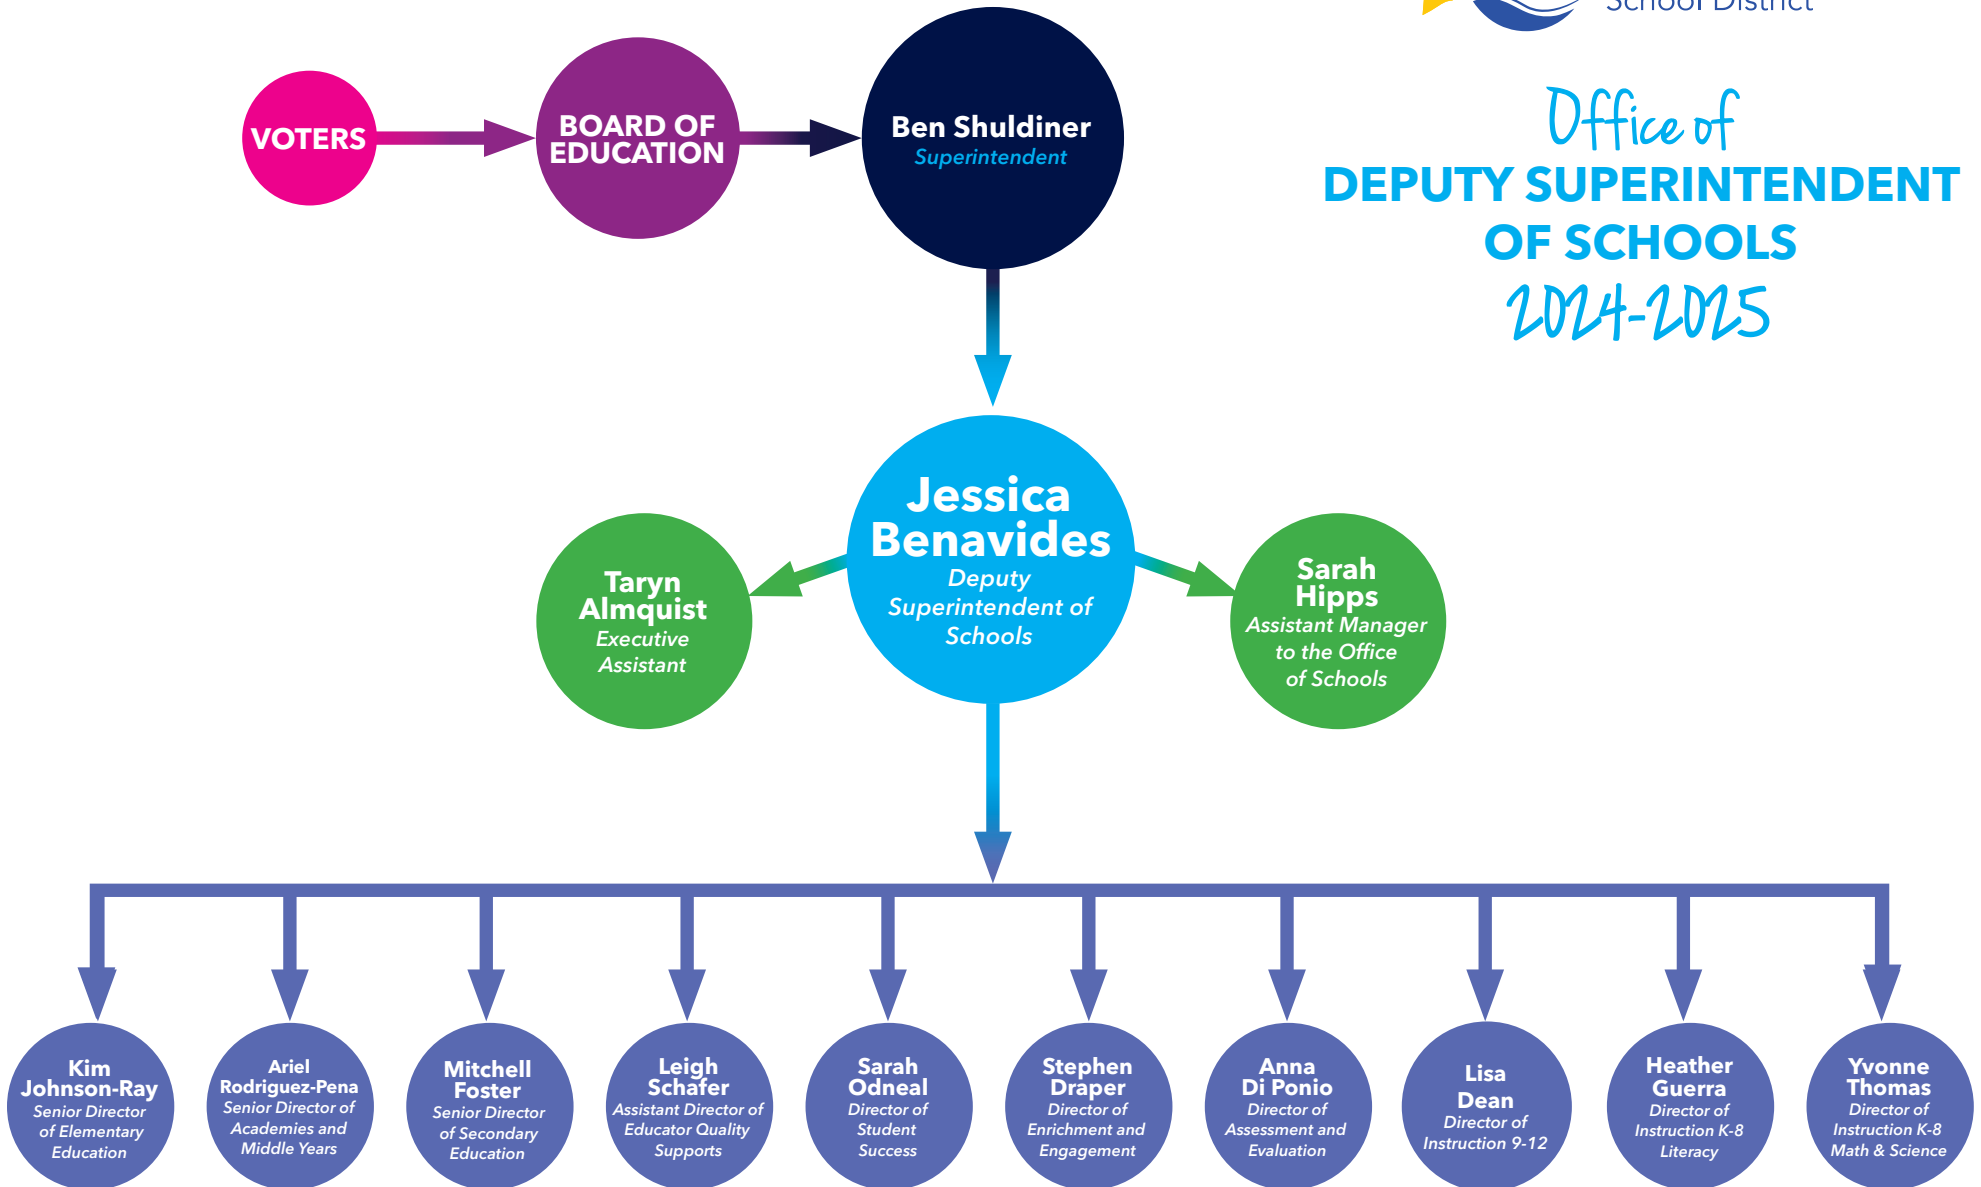 School District
Office of
DEPUTY SUPERINTENDENT
OF SCHOOLS
2024-2025
VOTERS
BOARD OF
EDUCATION
Ben Shuldiner
Superintendent
Jessica
Benavides
Deputy
Superintendent of
Schools
Taryn
Almquist
Executive
Assistant
Sarah
Hipps
Assistant Manager
to the Office
of Schools
Kim
Johnson-Ray
Senior Director
of Elementary
Education
Ariel
Rodriguez-Pena
Senior Director of
Academies and
Middle Years
Mitchell
Foster
Senior Director
of Secondary
Education
Leigh
Schafer
Assistant Director of
Educator Quality
Supports
Sarah
Odneal
Director of
Student
Success
Stephen
Draper
Director of
Enrichment and
Engagement
Anna
Di Ponio
Director of
Assessment and
Evaluation
Lisa
Dean
Director of
Instruction 9-12
Heather
Guerra
Director of
Instruction K-8
Literacy
Yvonne
Thomas
Director of
Instruction K-8
Math & Science